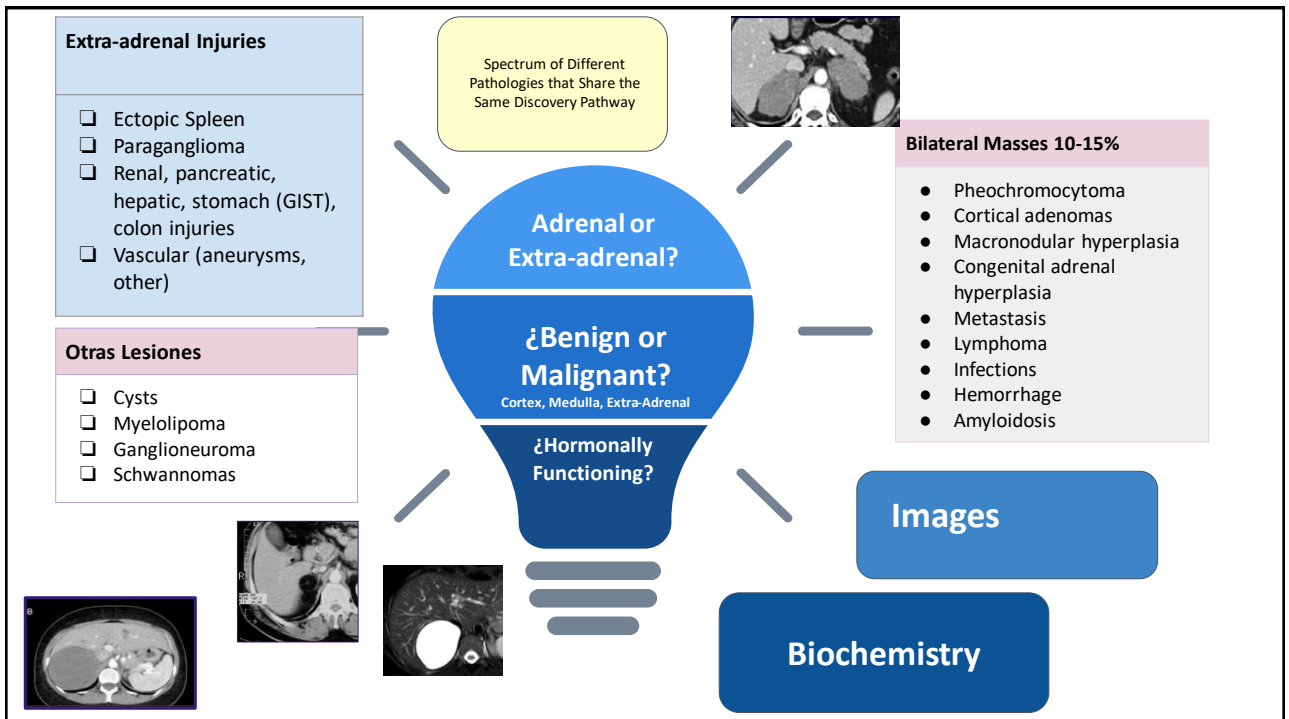 Extra-adrenal Injuries
❏ Ectopic Spleen
❏ Paraganglioma
❏ Renal, pancreatic,
hepatic, stomach (GIST),
colon injuries
❏ Vascular (aneurysms,
other)
Otras Lesiones
❏ Cysts
❏ Myelolipoma
❏ Ganglioneuroma
❏ Schwannomas
Spectrum of Different
Pathologies that Share the
Same Discovery Pathway
Adrenal or
Extra-adrenal?
¿Benign or
Malignant?
Cortex, Medulla, Extra-Adrenal
¿Hormonally
Functioning?
Bilateral Masses 10-15%
● Pheochromocytoma
● Cortical adenomas
● Macronodular hyperplasia
● Congenital adrenal
hyperplasia
● Metastasis
● Lymphoma
● Infections
● Hemorrhage
● Amyloidosis
Images
Biochemistry
R
B